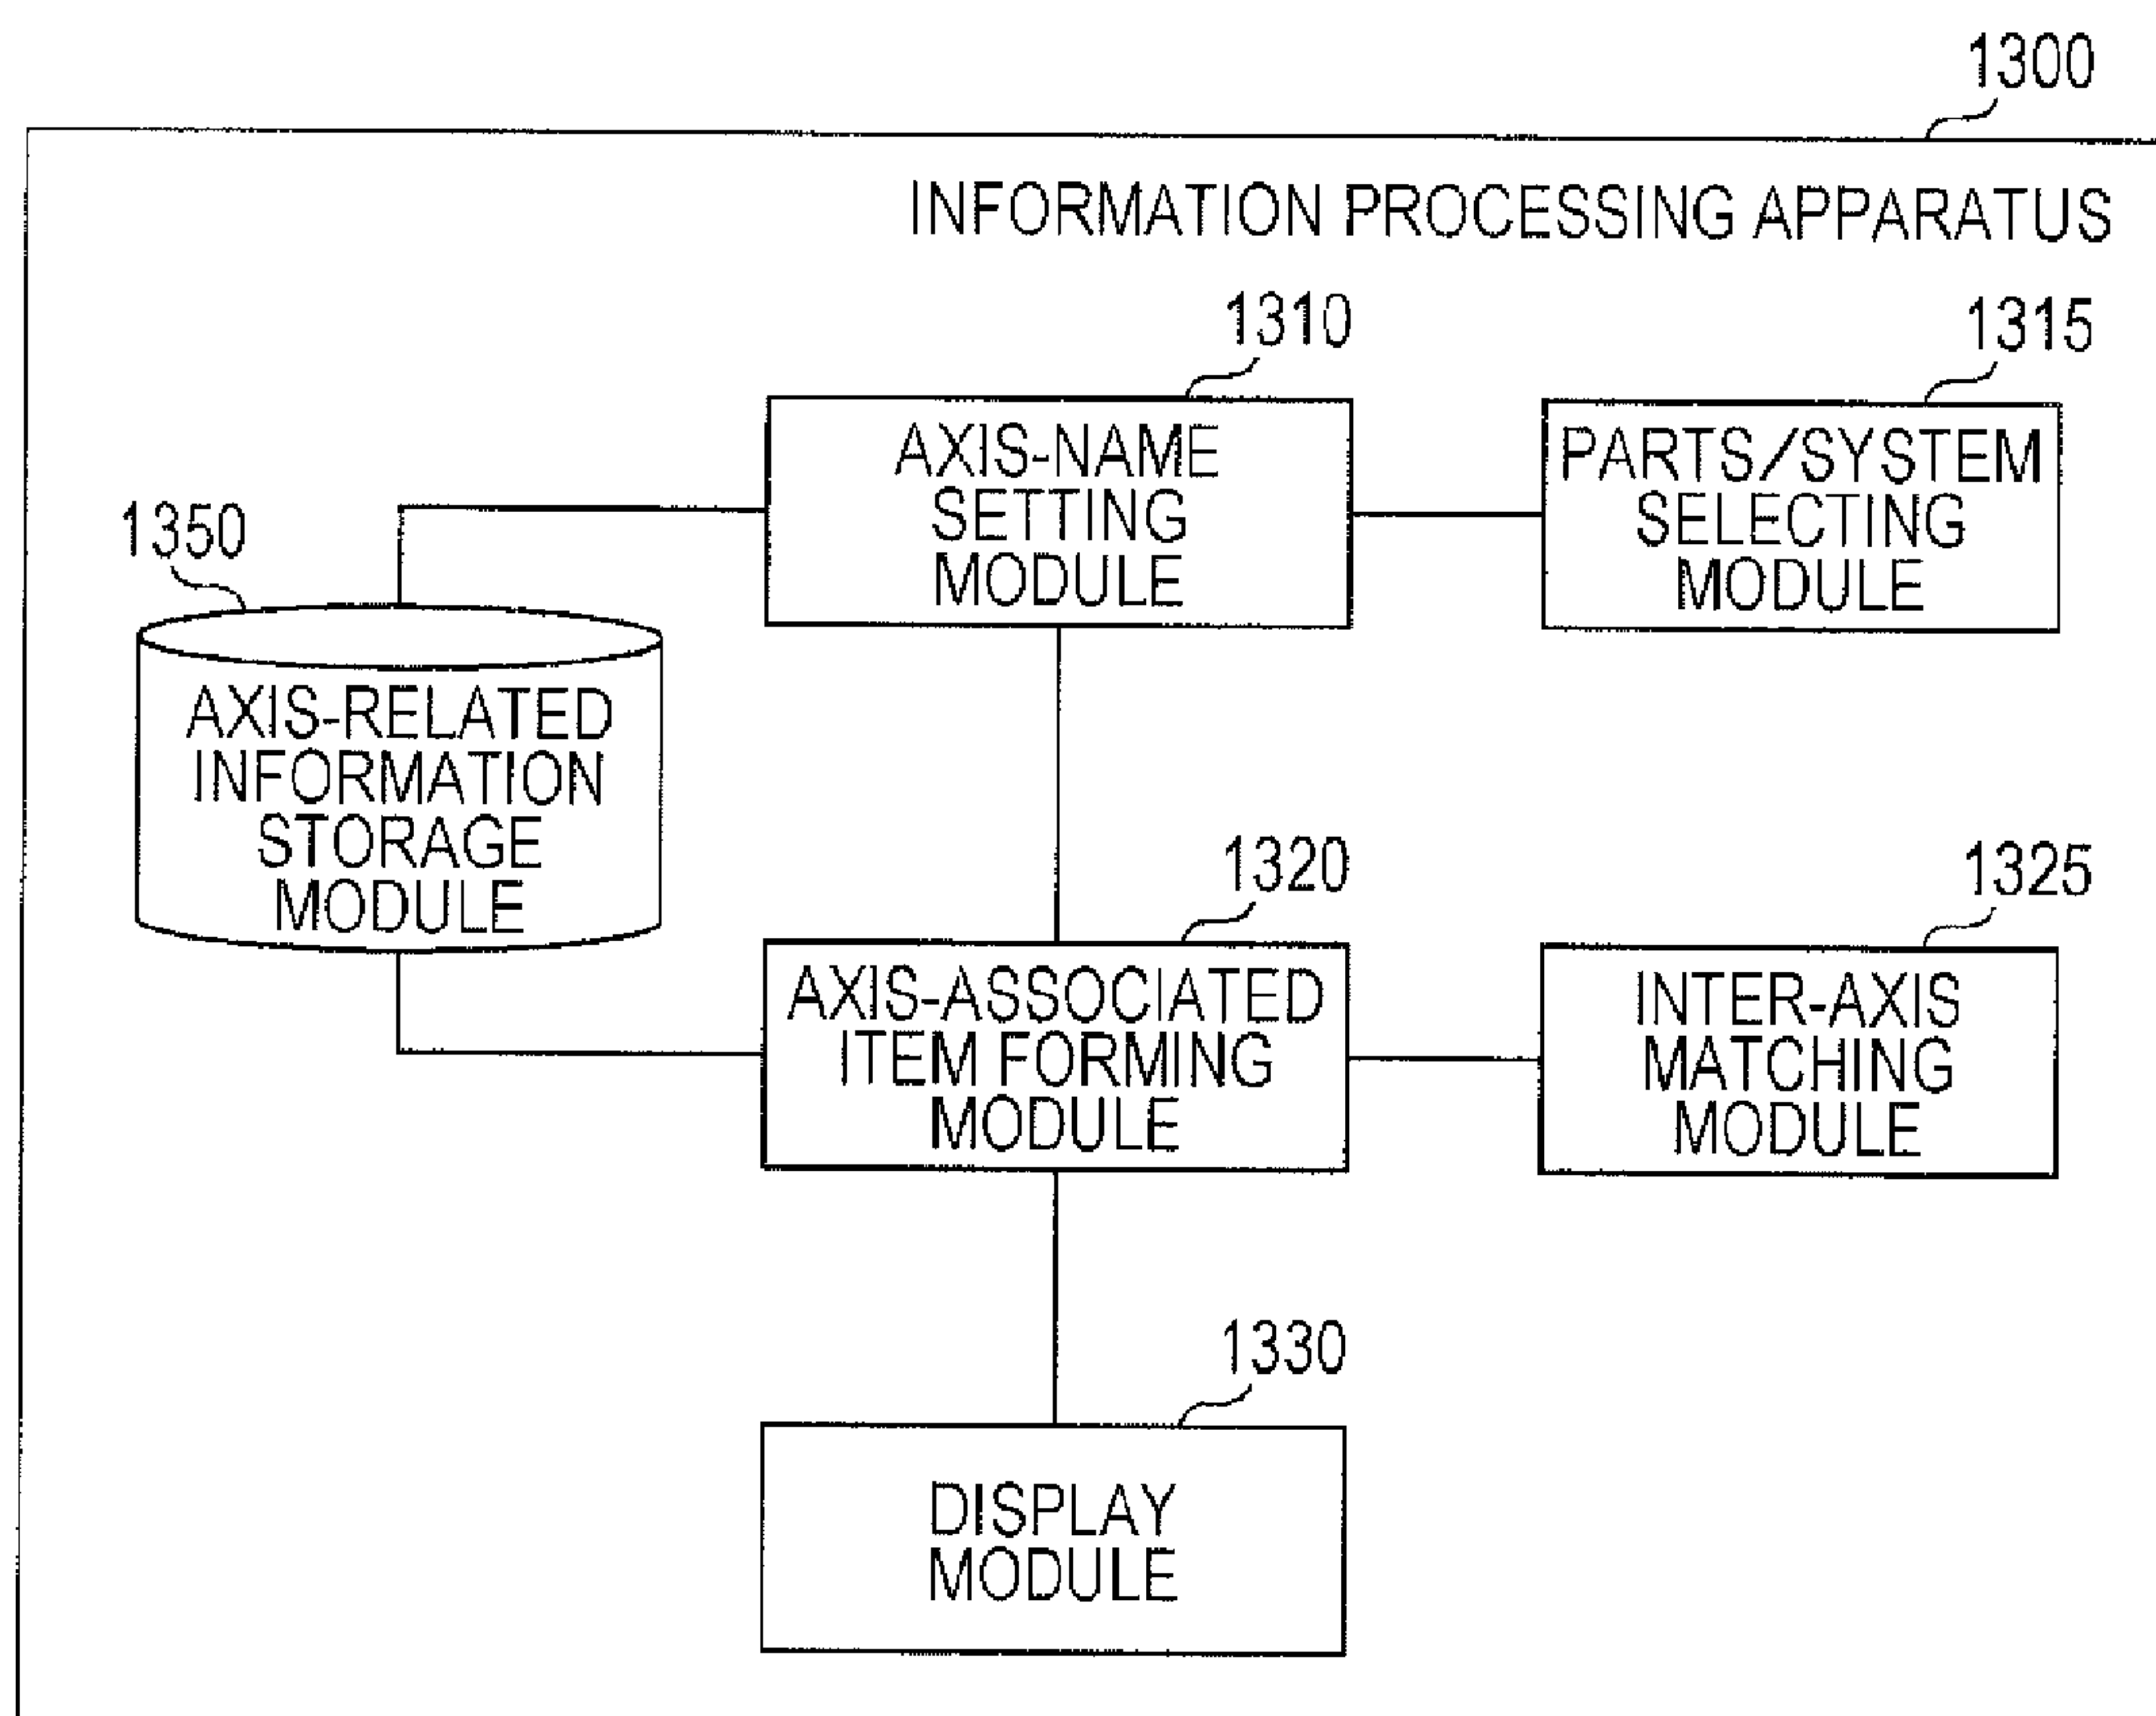 1300
INFORMATION PROCESSING APPARATUS
1310
1315
AXIS-NAME
SETTING
MODULE
PARTS/SYSTEM
SELECTING
MODULE
1350
AXIS-RELATED
INFORMATION
STORAGE
MODULE
1320
1325
AXIS-ASSOCIATED
ITEM FORMING
MODULE
INTER-AXIS
MATCHING
MODULE
1330
DISPLAY
MODULE